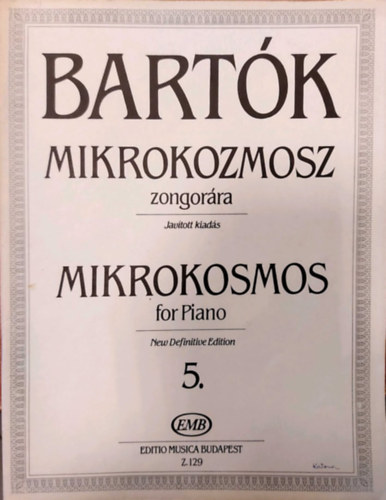 BARTÓK
MIKROKOZMOSZ
zongorára
Javított kiadás
MIKROKOSMOS
for Piano
New Definitive Edition
5.
EMB
EDITIO MUSICA BUDAPEST
Z. 129